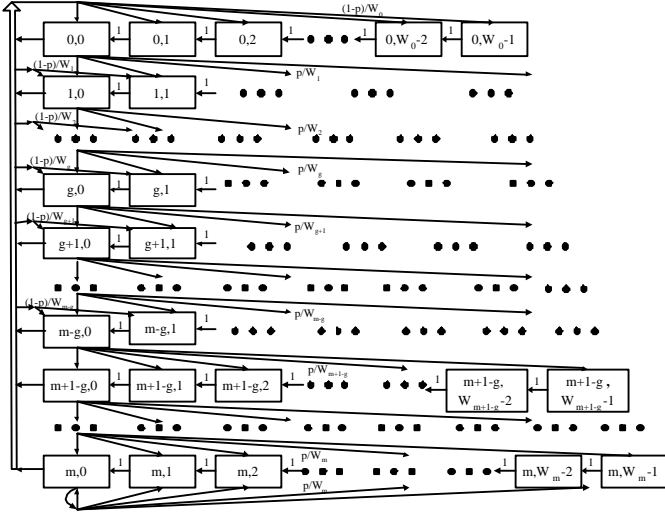 (1-p)/W0
0,0 1 0,1 1 0,2 1 1 0,W0-2 1 0,W0-1
(1-p)/W1 p/W1
1,0 1 1,1 1
p/W2
(1-p)/Wg p/Wg
g,0 1 g,1 1
(1-p)/Wg+1 p/Wg+1
g+1,0 1 g+1,1 1
(1-p)/Wm-g p/Wm-g
m-g,0 1 m-g,1 1
p/Wm+1-g
m+1-g,0 1 m+1-g,1 1 m+1-g,2 1 1 m+1-g, Wm+1-g-2 1 m+1-g, Wm+1-g-1
p/Wm
m,0 1 m,1 1 m,2 1 1 m,Wm-2 1 m,Wm-1
p/Wm